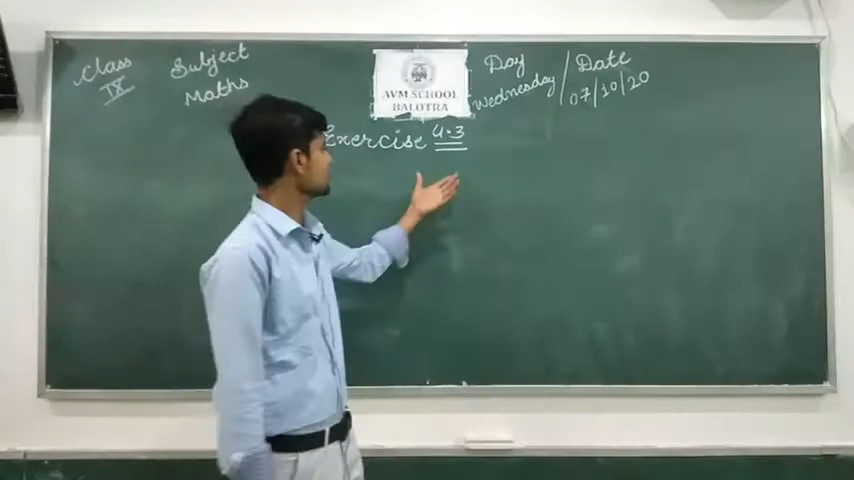 Class Subject Day / Date
IX Maths Wednesday / 07/10/20
AVM SCHOOL
BALOTRA
Exercise 4.3